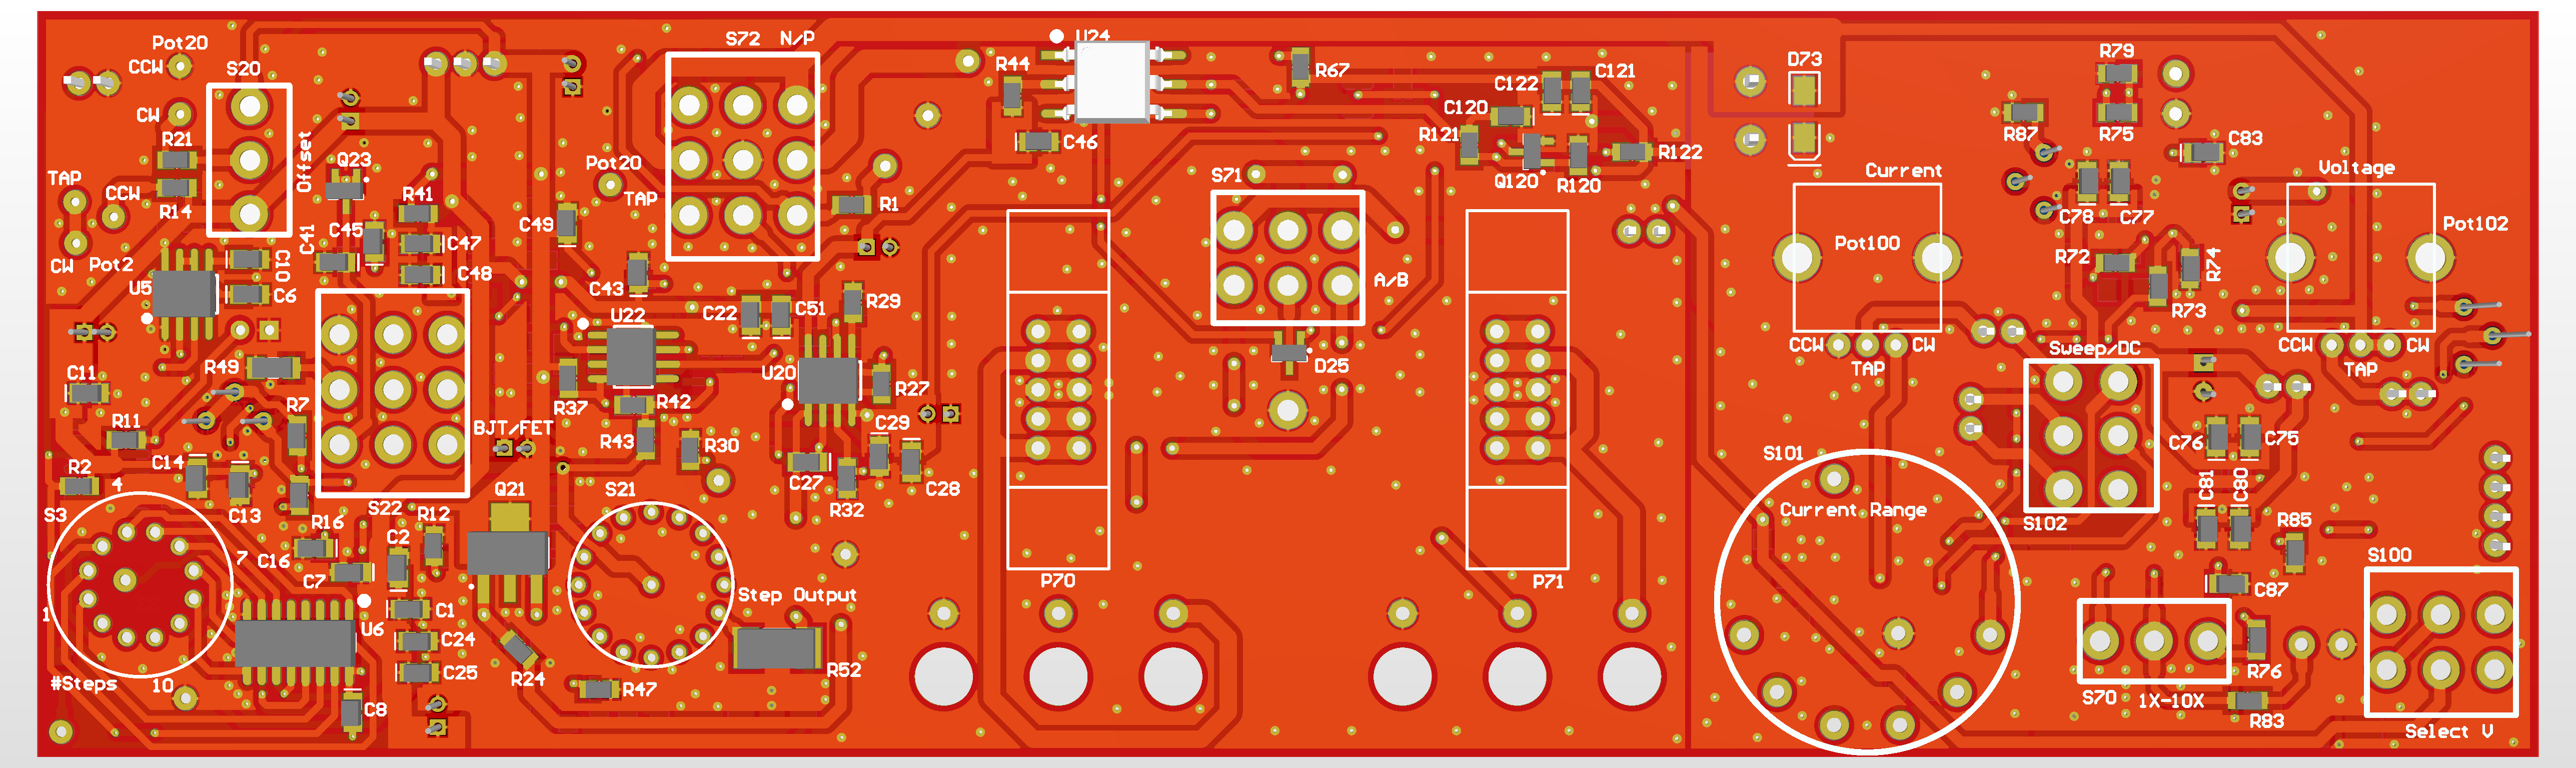 Pot20
CCW
S20
CW
R21
R14
TAP
CCW
CW
Pot2
Offset
Q23
R41
C45
C41
C47
C48
U5
C10
C6
R49
C11
R7
R11
R2
C14
C13
4
S3
7
1
10
#Steps
R16
C16
C7
C2
R12
S22
BJT/FET
Q21
U6
C1
C24
C25
C8
R24
R47
S21
Step Output
R52
S72 N/P
Pot20
TAP
C49
C43
U22
R37
R42
R43
R30
C22
C51
R29
U20
R27
C29
C27
C28
R32
R1
U24
R44
C46
R67
P70
S71
A/B
D25
C122
C121
C120
R121
Q120
R120
R122
P71
D73
Current
Pot100
CCW
TAP
CW
S101
Current Range
R79
R75
R87
C83
C78
C77
R72
R73
R74
Voltage
Pot102
CCW
TAP
CW
Sweep/DC
S102
C76
C75
C81
C80
R85
C87
R76
S70
1X-10X
R83
S100
Select V